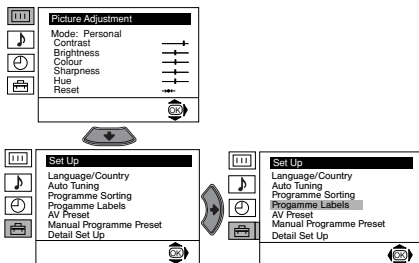 Picture Adjustment
Mode: Personal
Contrast
Brightness
Colour
Sharpness
Hue
Reset
OK
Set Up
Language/Country
Auto Tuning
Programme Sorting
Programme Labels
AV Preset
Manual Programme Preset
Detail Set Up
OK
Set Up
Language/Country
Auto Tuning
Programme Sorting
Progamme Labels
AV Preset
Manual Programme Preset
Detail Set Up
OK